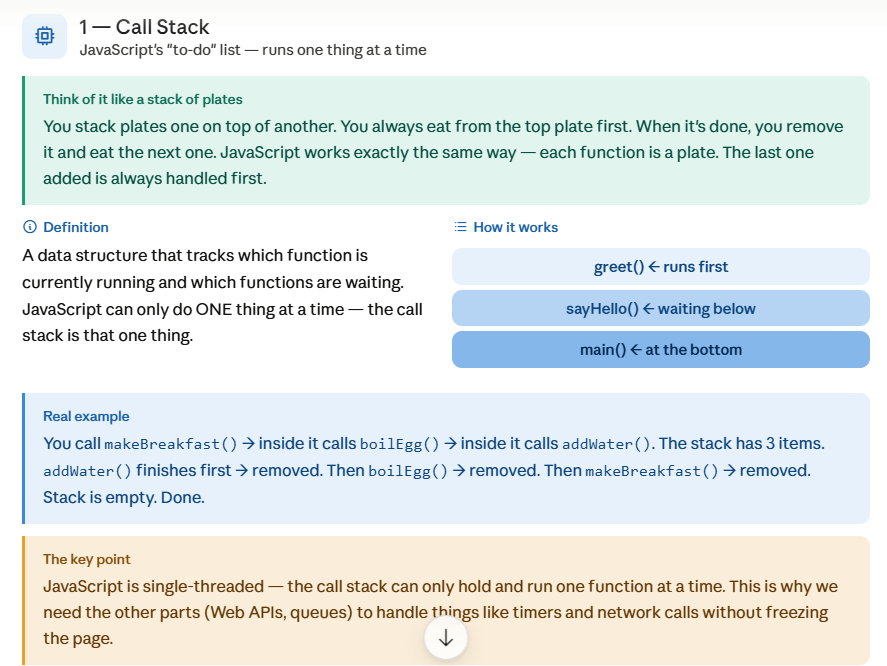 1 — Call Stack
JavaScript's "to-do" list — runs one thing at a time
Think of it like a stack of plates
You stack plates one on top of another. You always eat from the top plate first. When it's done, you remove
it and eat the next one. JavaScript works exactly the same way — each function is a plate. The last one
added is always handled first.
Definition
A data structure that tracks which function is
currently running and which functions are waiting.
JavaScript can only do ONE thing at a time — the call
stack is that one thing.
How it works
greet() ← runs first
sayHello() ← waiting below
main() ← at the bottom
Real example
You call makeBreakfast() → inside it calls boilEgg() → inside it calls addWater(). The stack has 3 items.
addWater() finishes first → removed. Then boilEgg() → removed. Then makeBreakfast() → removed.
Stack is empty. Done.
The key point
JavaScript is single-threaded — the call stack can only hold and run one function at a time. This is why we
need the other parts (Web APIs, queues) to handle things like timers and network calls without freezing
the page.